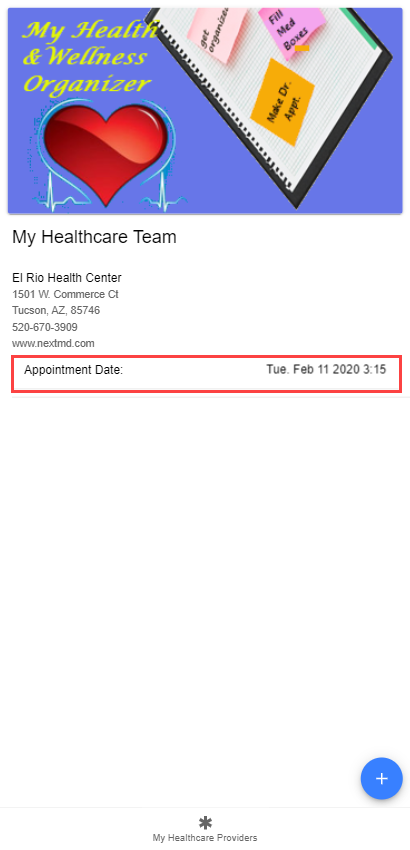 My Health
& Wellness
Organizer
get
organized
Fill
Med
Boxes
Make Dr.
Appt.
My Healthcare Team
El Rio Health Center
1501 W. Commerce Ct
Tucson, AZ, 85746
520-670-3909
www.nextmd.com
Appointment Date: Tue. Feb 11 2020 3:15
My Healthcare Providers